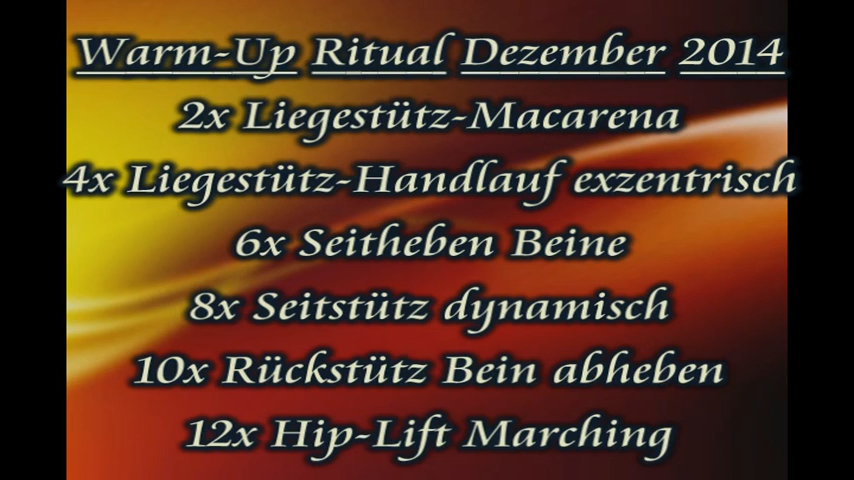 Warm-Up Ritual Dezember 2014
2x Liegestütz-Macarena
4x Liegestütz-Handlauf exzentrisch
6x Seitheben Beine
8x Seitstütz dynamisch
10x Rückstütz Bein abheben
12x Hip-Lift Marching